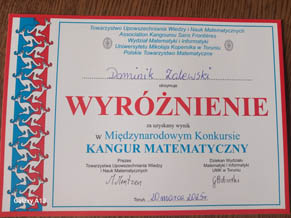 Towarzystwo Upowszechniania Wiedzy i Nauk Matematycznych
Association Kangourou Sans Frontières
Wydział Matematyki i Informatyki
Uniwersytetu Mikołaja Kopernika w Toruniu
Polskie Towarzystwo Matematyczne
Dominik Zalewski
otrzymuje
WYRÓŻNIENIE
za uzyskany wynik
w Międzynarodowym Konkursie
KANGUR MATEMATYCZNY
Prezes
Towarzystwa Upowszechniania Wiedzy
i Nauk Matematycznych
Dziekan Wydziału
Matematyki i Informatyki
UMK w Toruniu
Toruń 20 marca 2025 r.
Galaxy A13